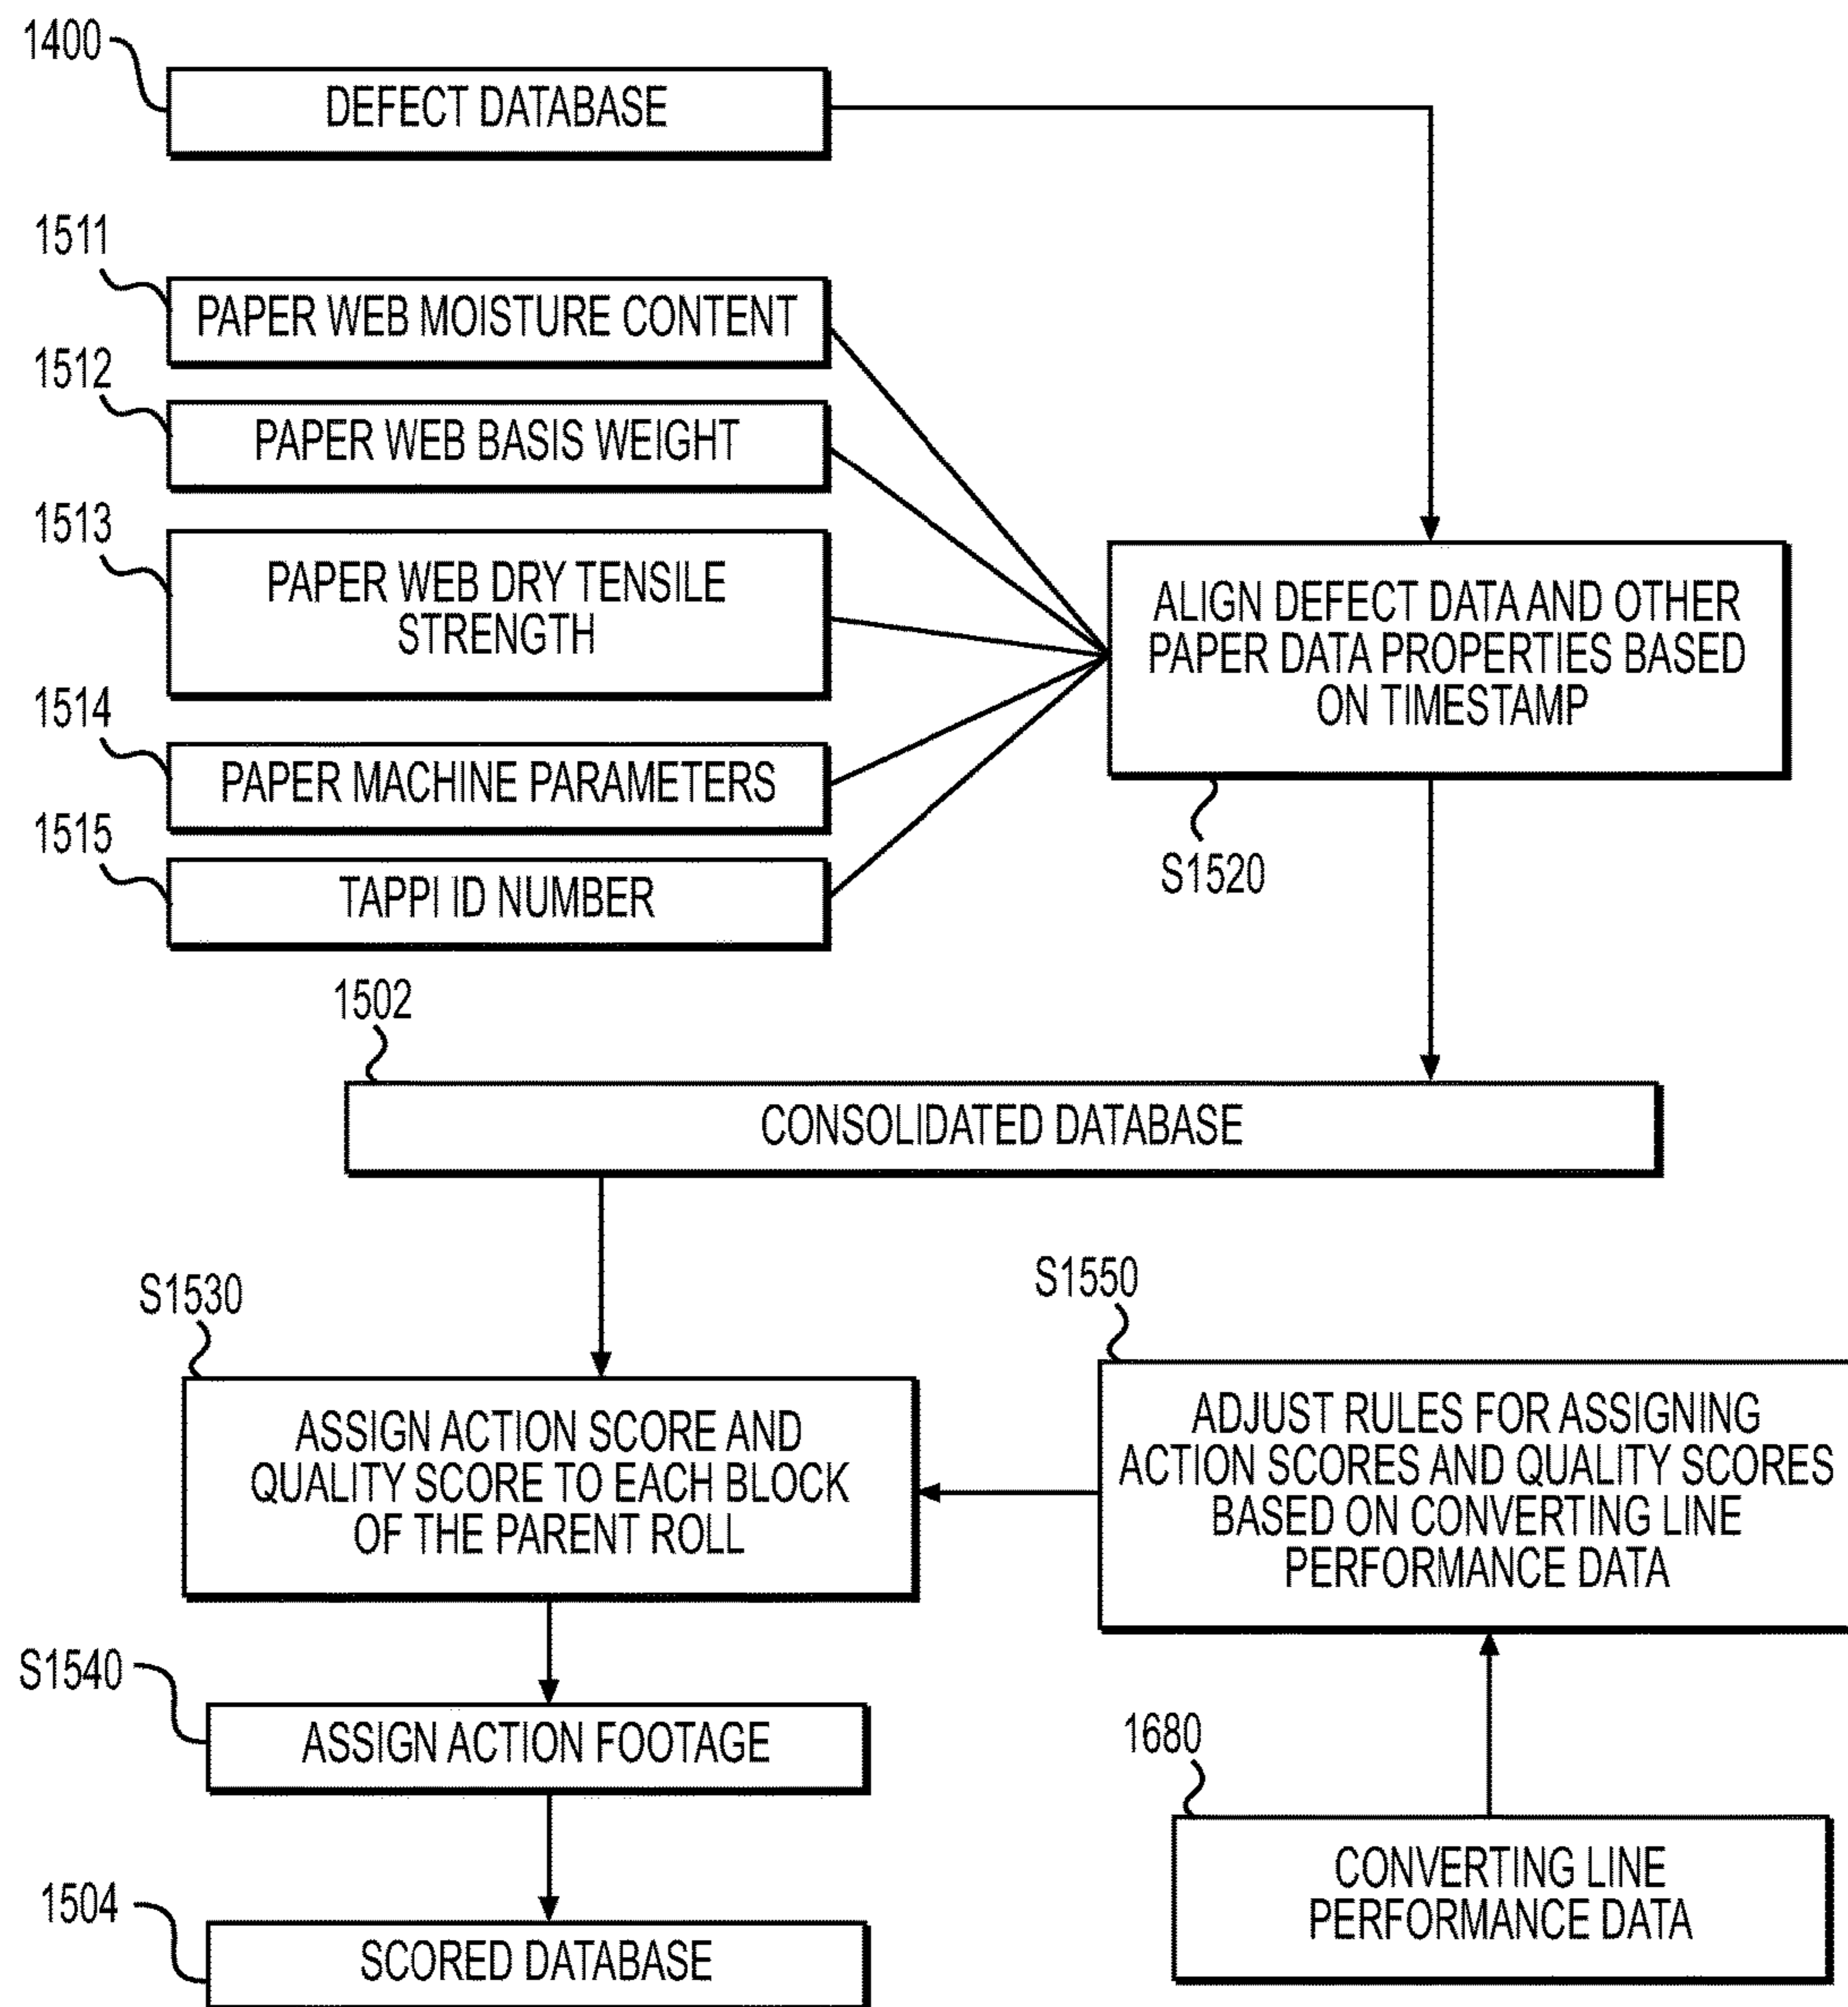 1400
DEFECT DATABASE
1511
PAPER WEB MOISTURE CONTENT
1512
PAPER WEB BASIS WEIGHT
1513
PAPER WEB DRY TENSILE
STRENGTH
1514
PAPER MACHINE PARAMETERS
1515
TAPPI ID NUMBER
ALIGN DEFECT DATA AND OTHER
PAPER DATA PROPERTIES BASED
ON TIMESTAMP
S1520
1502
CONSOLIDATED DATABASE
S1530
ASSIGN ACTION SCORE AND
QUALITY SCORE TO EACH BLOCK
OF THE PARENT ROLL
S1550
ADJUST RULES FOR ASSIGNING
ACTION SCORES AND QUALITY SCORES
BASED ON CONVERTING LINE
PERFORMANCE DATA
S1540
ASSIGN ACTION FOOTAGE
1680
CONVERTING LINE
PERFORMANCE DATA
1504
SCORED DATABASE